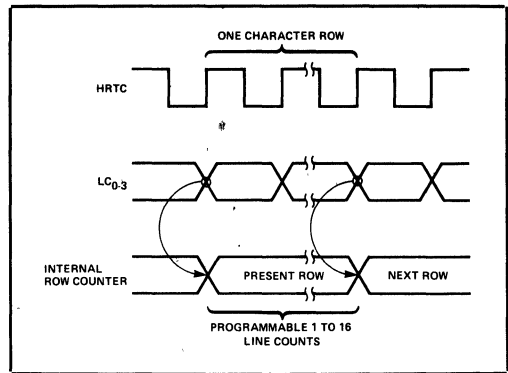 ONE CHARACTER ROW
HRTC
LC0-3
INTERNAL
ROW COUNTER
PRESENT ROW
NEXT ROW
PROGRAMMABLE 1 TO 16
LINE COUNTS